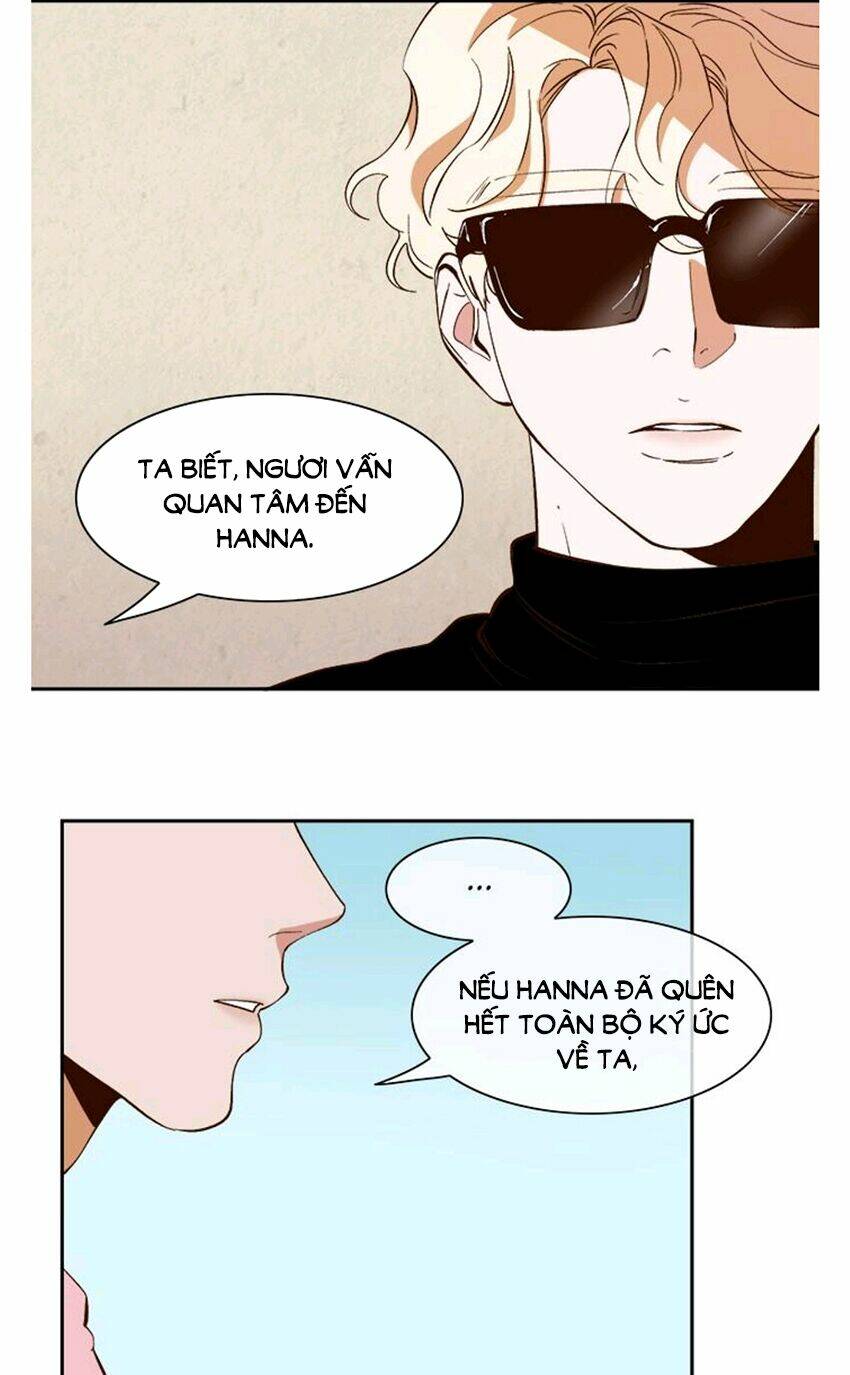 TA BIẾT, NGƯƠI VẪN
QUAN TÂM ĐẾN
HANNA.
...
NẾU HANNA ĐÃ QUÊN
HẾT TOÀN BỘ KÝ ỨC
VỀ TA,